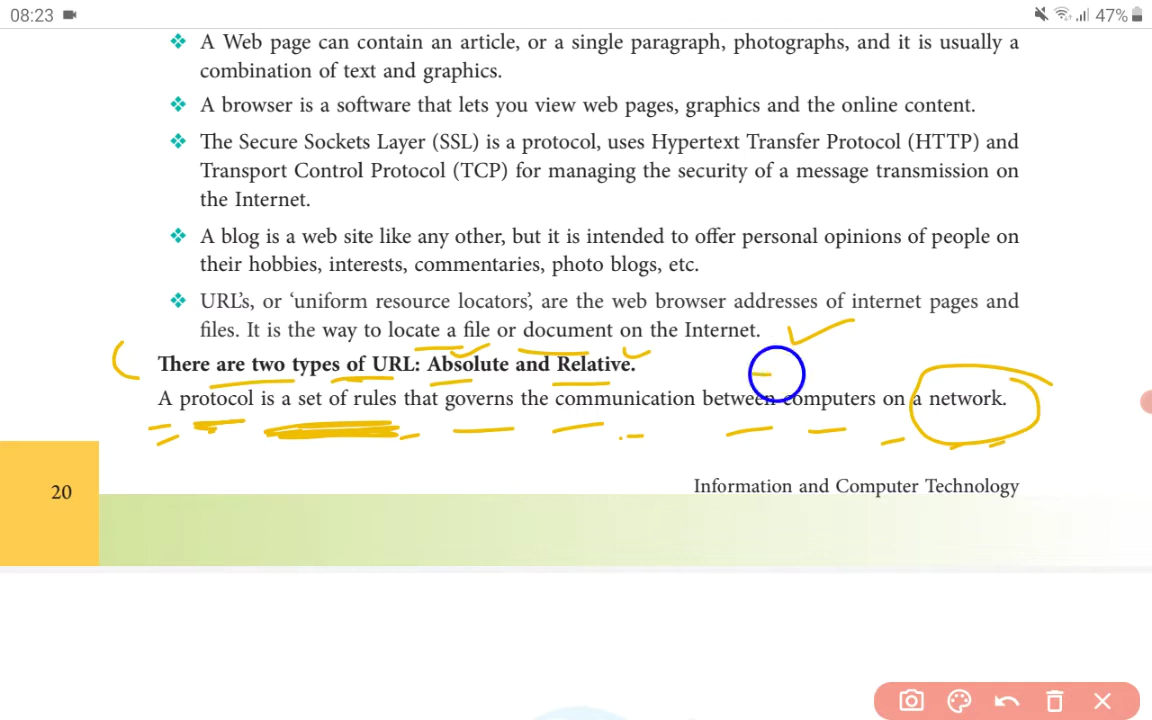 08:23
47%
❖ A Web page can contain an article, or a single paragraph, photographs, and it is usually a
combination of text and graphics.
❖ A browser is a software that lets you view web pages, graphics and the online content.
❖ The Secure Sockets Layer (SSL) is a protocol, uses Hypertext Transfer Protocol (HTTP) and
Transport Control Protocol (TCP) for managing the security of a message transmission on
the Internet.
❖ A blog is a web site like any other, but it is intended to offer personal opinions of people on
their hobbies, interests, commentaries, photo blogs, etc.
❖ URL's, or ‘uniform resource locators’, are the web browser addresses of internet pages and
files. It is the way to locate a file or document on the Internet.
There are two types of URL: Absolute and Relative.
A protocol is a set of rules that governs the communication between computers on a network.
20
Information and Computer Technology